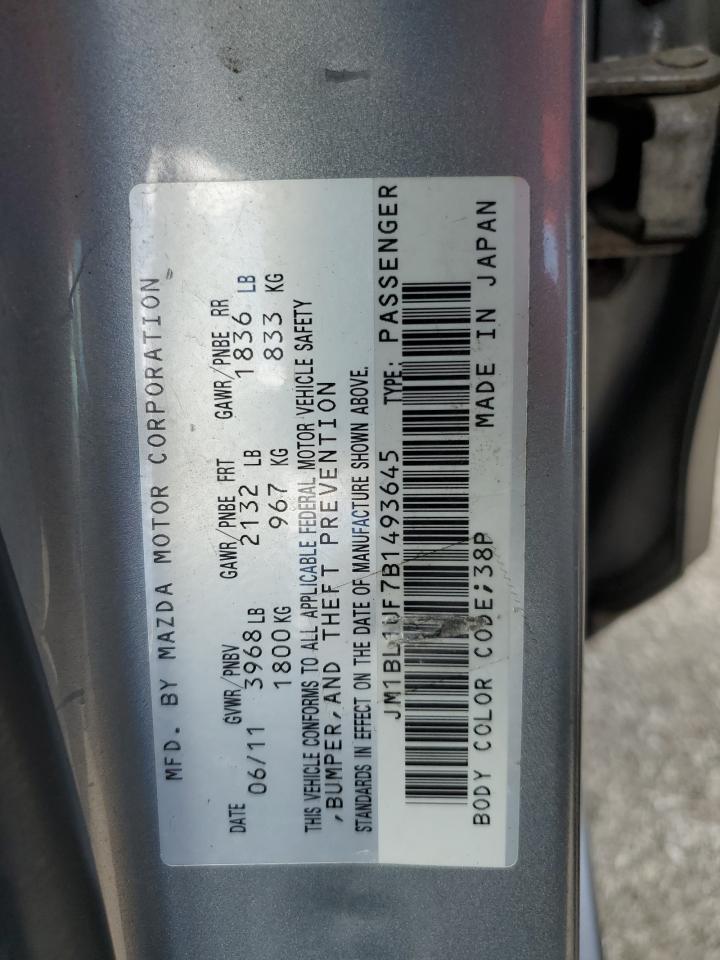 MFD. BY MAZDA MOTOR CORPORATION
DATE GVWR/PNBV GAWR/PNBE FRT GAWR/PNBE RR
06/11 3968 LB 2132 LB 1836 LB
1800 KG 967 KG 833 KG
THIS VEHICLE CONFORMS TO ALL APPLICABLE FEDERAL MOTOR VEHICLE SAFETY
,BUMPER,AND THEFT PREVENTION
STANDARDS IN EFFECT ON THE DATE OF MANUFACTURE SHOWN ABOVE.
JM1BL1UF7B1493645 TYPE: PASSENGER
BODY COLOR CODE;38P MADE IN JAPAN